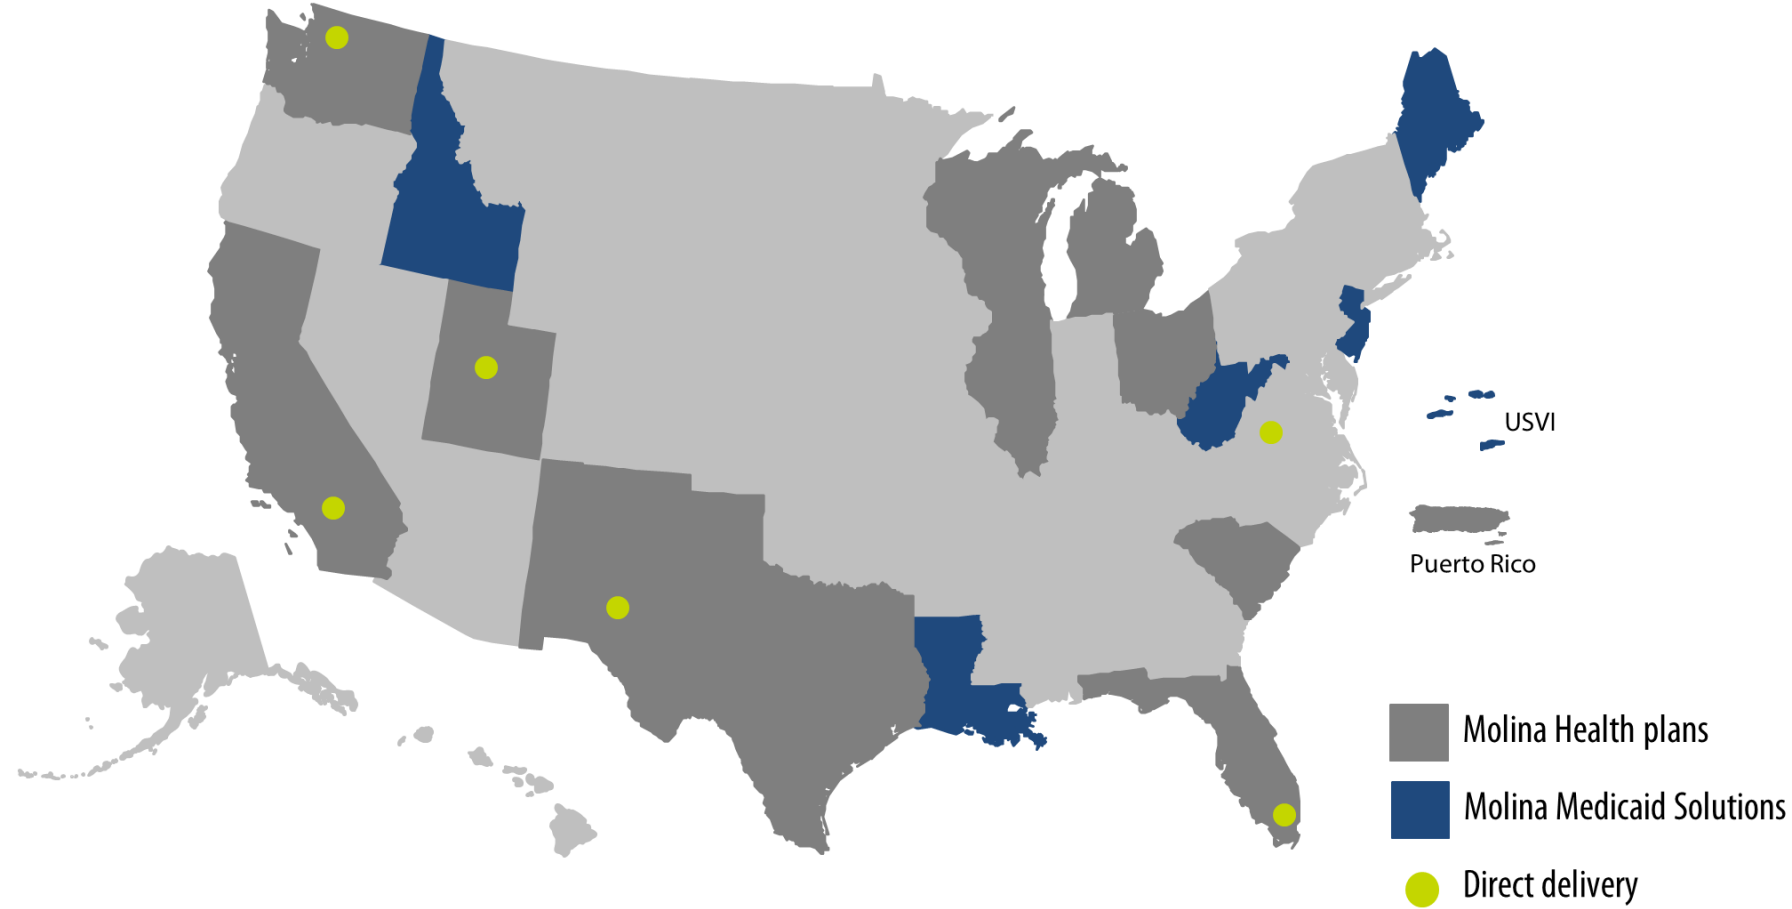 USVI
Puerto Rico
Molina Health plans
Molina Medicaid Solutions
Direct delivery